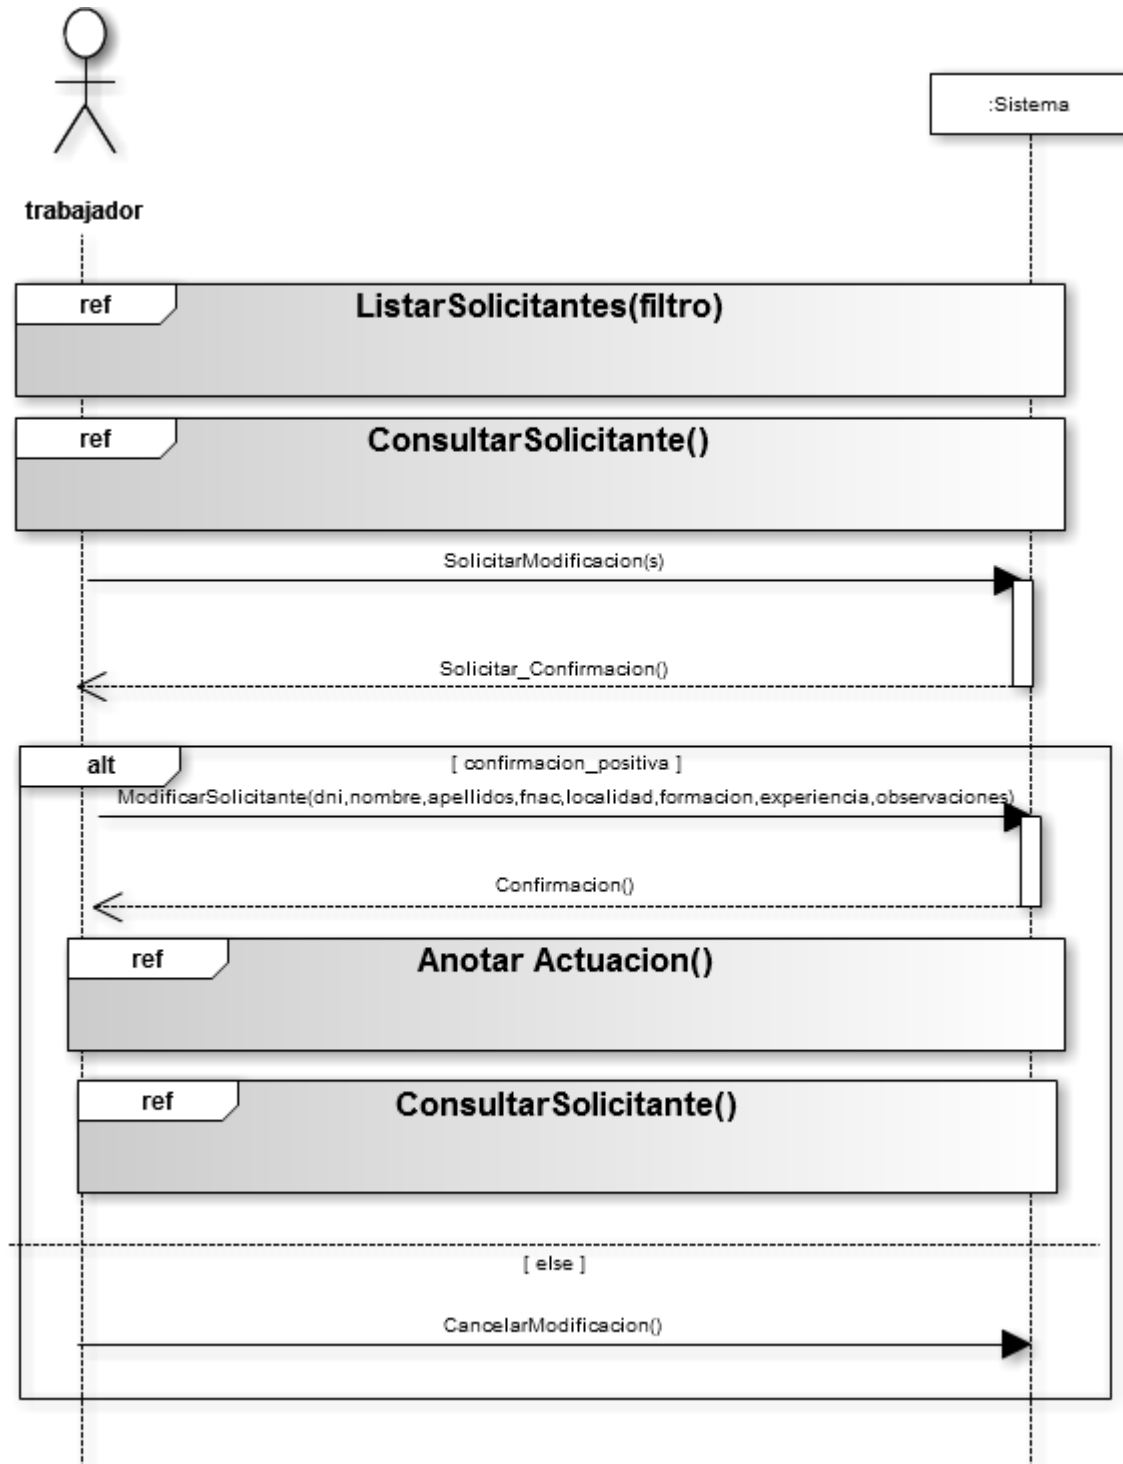 :Sistema
trabajador
ref
ListarSolicitantes(filtro)
ref
ConsultarSolicitante()
SolicitarModificacion(s)
Solicitar_Confirmacion()
alt
[ confirmacion_positiva ]
ModificarSolicitante(dni,nombre,apellidos,fnac,localidad,formacion,experiencia,observaciones)
Confirmacion()
ref
Anotar Actuacion()
ref
ConsultarSolicitante()
[ else ]
CancelarModificacion()